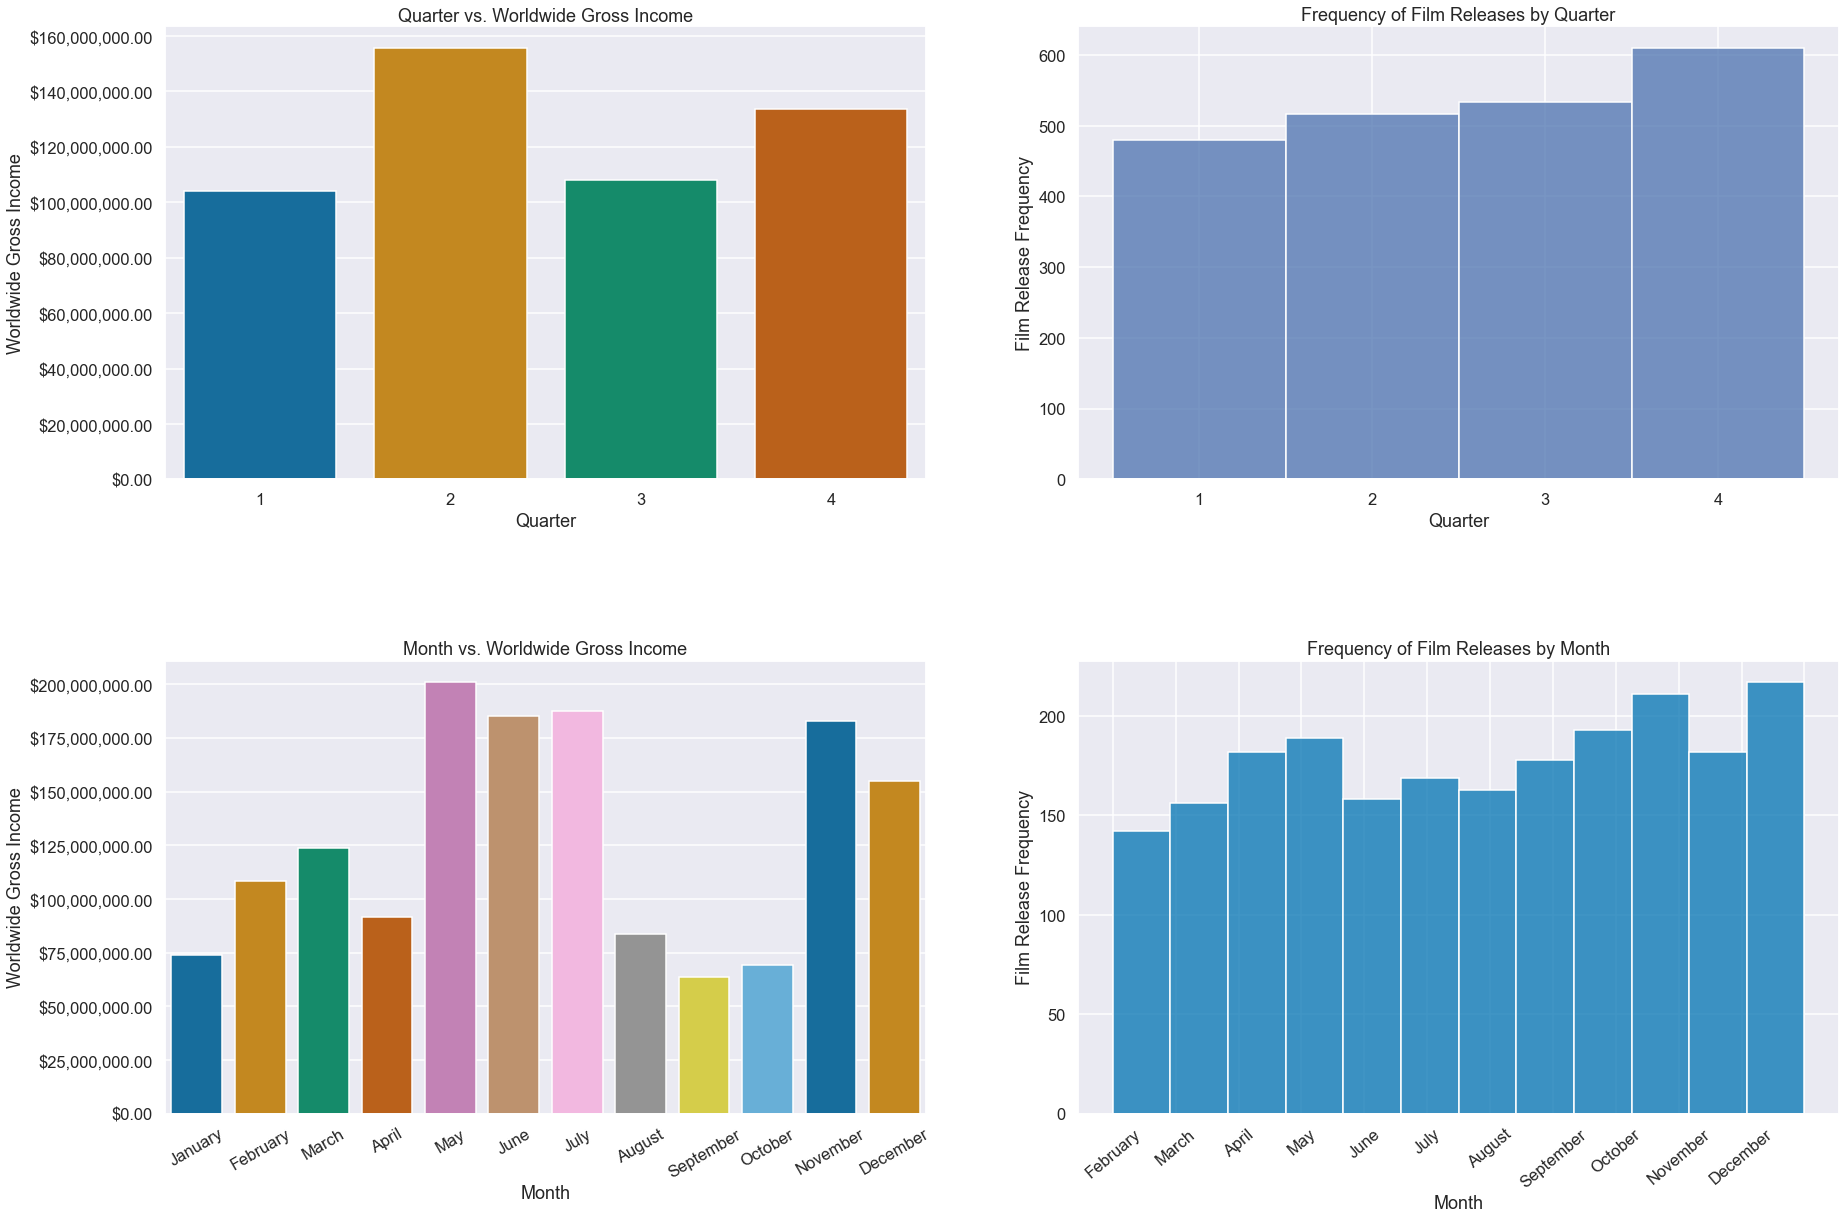 Quarter vs. Worldwide Gross Income
Worldwide Gross Income
$160,000,000.00
$140,000,000.00
$120,000,000.00
$100,000,000.00
$80,000,000.00
$60,000,000.00
$40,000,000.00
$20,000,000.00
$0.00
1 2 3 4
Quarter
Frequency of Film Releases by Quarter
Film Release Frequency
600
500
400
300
200
100
0
1 2 3 4
Quarter
Month vs. Worldwide Gross Income
Worldwide Gross Income
$200,000,000.00
$175,000,000.00
$150,000,000.00
$125,000,000.00
$100,000,000.00
$75,000,000.00
$50,000,000.00
$25,000,000.00
$0.00
January February March April May June July August September October November December
Month
Frequency of Film Releases by Month
Film Release Frequency
200
150
100
50
0
February March April May June July August September October November December
Month